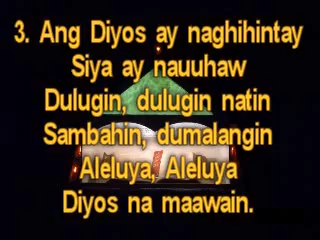 3. Ang Diyos ay naghihintay
Siya ay nauuhaw
Dulugin, dulugin natin
Sambahin, dumalangin
Aleluya, Aleluya
Diyos na maawain.